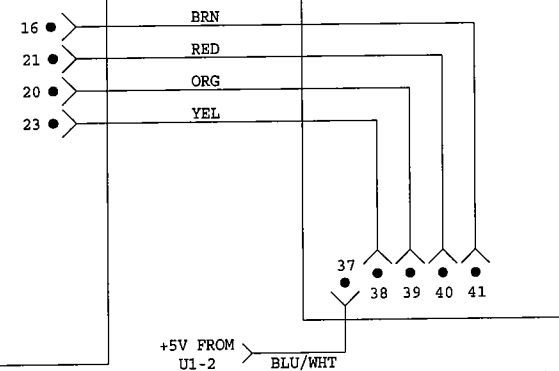 16 BRN
21 RED
20 ORG
23 YEL
37
38 39 40 41
+5V FROM
U1-2 BLU/WHT